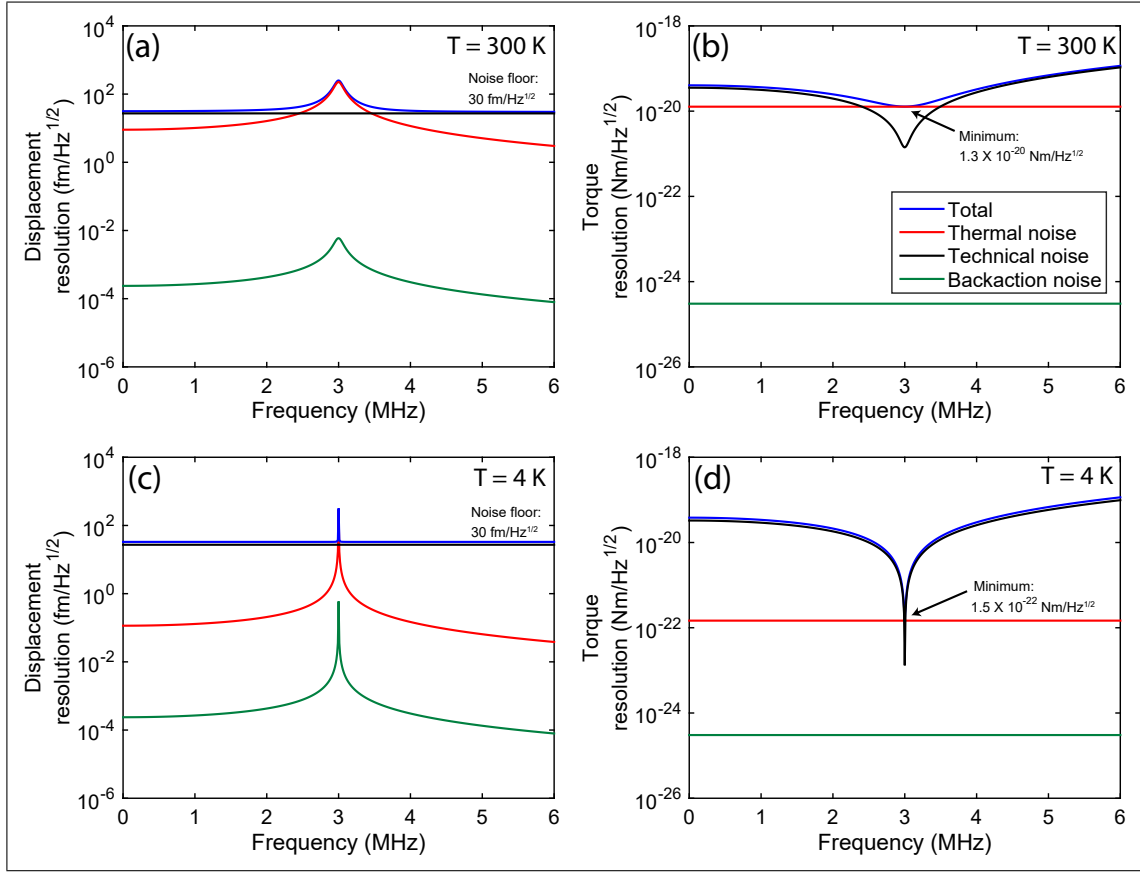 (a)
T = 300 K
Noise floor:
30 fm/Hz^1/2
Displacement
resolution (fm/Hz^1/2)
10^4
10^2
10^0
10^-2
10^-4
10^-6
0 1 2 3 4 5 6
Frequency (MHz)
(b)
T = 300 K
Minimum:
1.3 X 10^-20 Nm/Hz^1/2
Total
Thermal noise
Technical noise
Backaction noise
Torque
resolution (Nm/Hz^1/2)
10^-18
10^-20
10^-22
10^-24
10^-26
0 1 2 3 4 5 6
Frequency (MHz)
(c)
T = 4 K
Noise floor:
30 fm/Hz^1/2
Displacement
resolution (fm/Hz^1/2)
10^4
10^2
10^0
10^-2
10^-4
10^-6
0 1 2 3 4 5 6
Frequency (MHz)
(d)
T = 4 K
Minimum:
1.5 X 10^-22 Nm/Hz^1/2
Torque
resolution (Nm/Hz^1/2)
10^-18
10^-20
10^-22
10^-24
10^-26
0 1 2 3 4 5 6
Frequency (MHz)